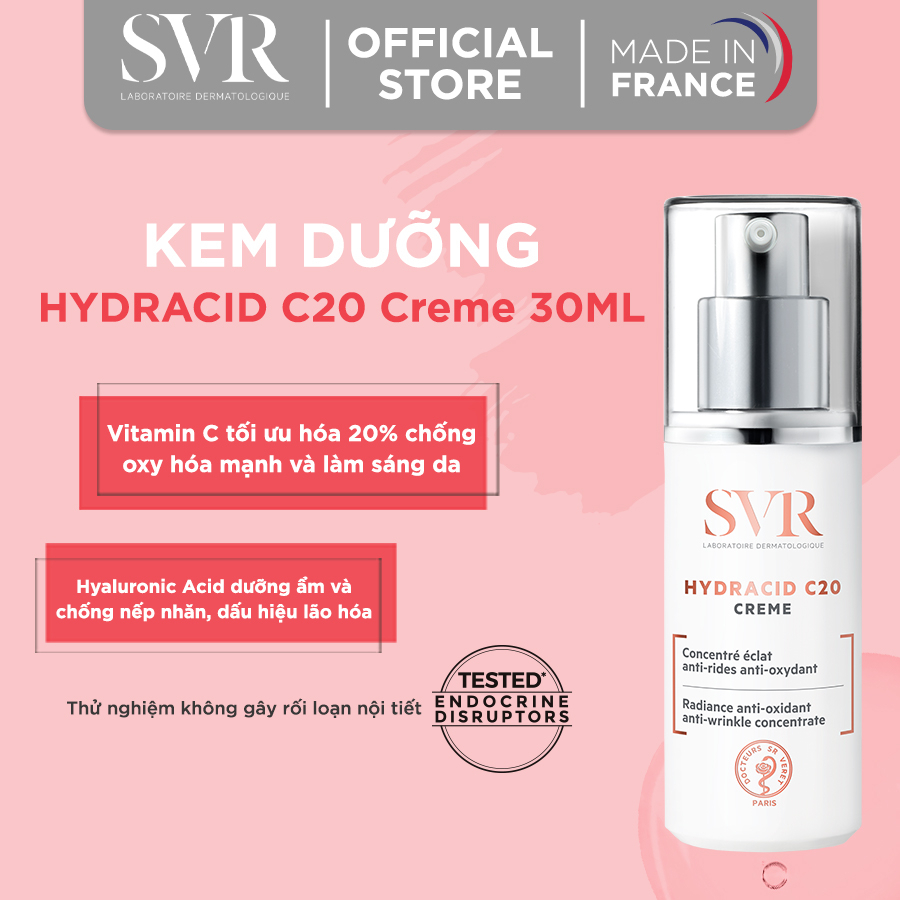 SVR
LABORATOIRE DERMATOLOGIQUE
OFFICIAL
STORE
MADE IN
FRANCE
KEM DƯỠNG
HYDRACID C20 Creme 30ML
Vitamin C tối ưu hóa 20% chống
oxy hóa mạnh và làm sáng da
Hyaluronic Acid dưỡng ẩm và
chống nếp nhăn, dấu hiệu lão hóa
Thử nghiệm không gây rối loạn nội tiết
TESTED*
ENDOCRINE
DISRUPTORS
SVR
LABORATOIRE DERMATOLOGIQUE
HYDRACID C20
CREME
Concentré éclat
anti-rides anti-oxydant
Radiance anti-oxidant
anti-wrinkle concentrate
DOCTEURS SR VERET
PARIS